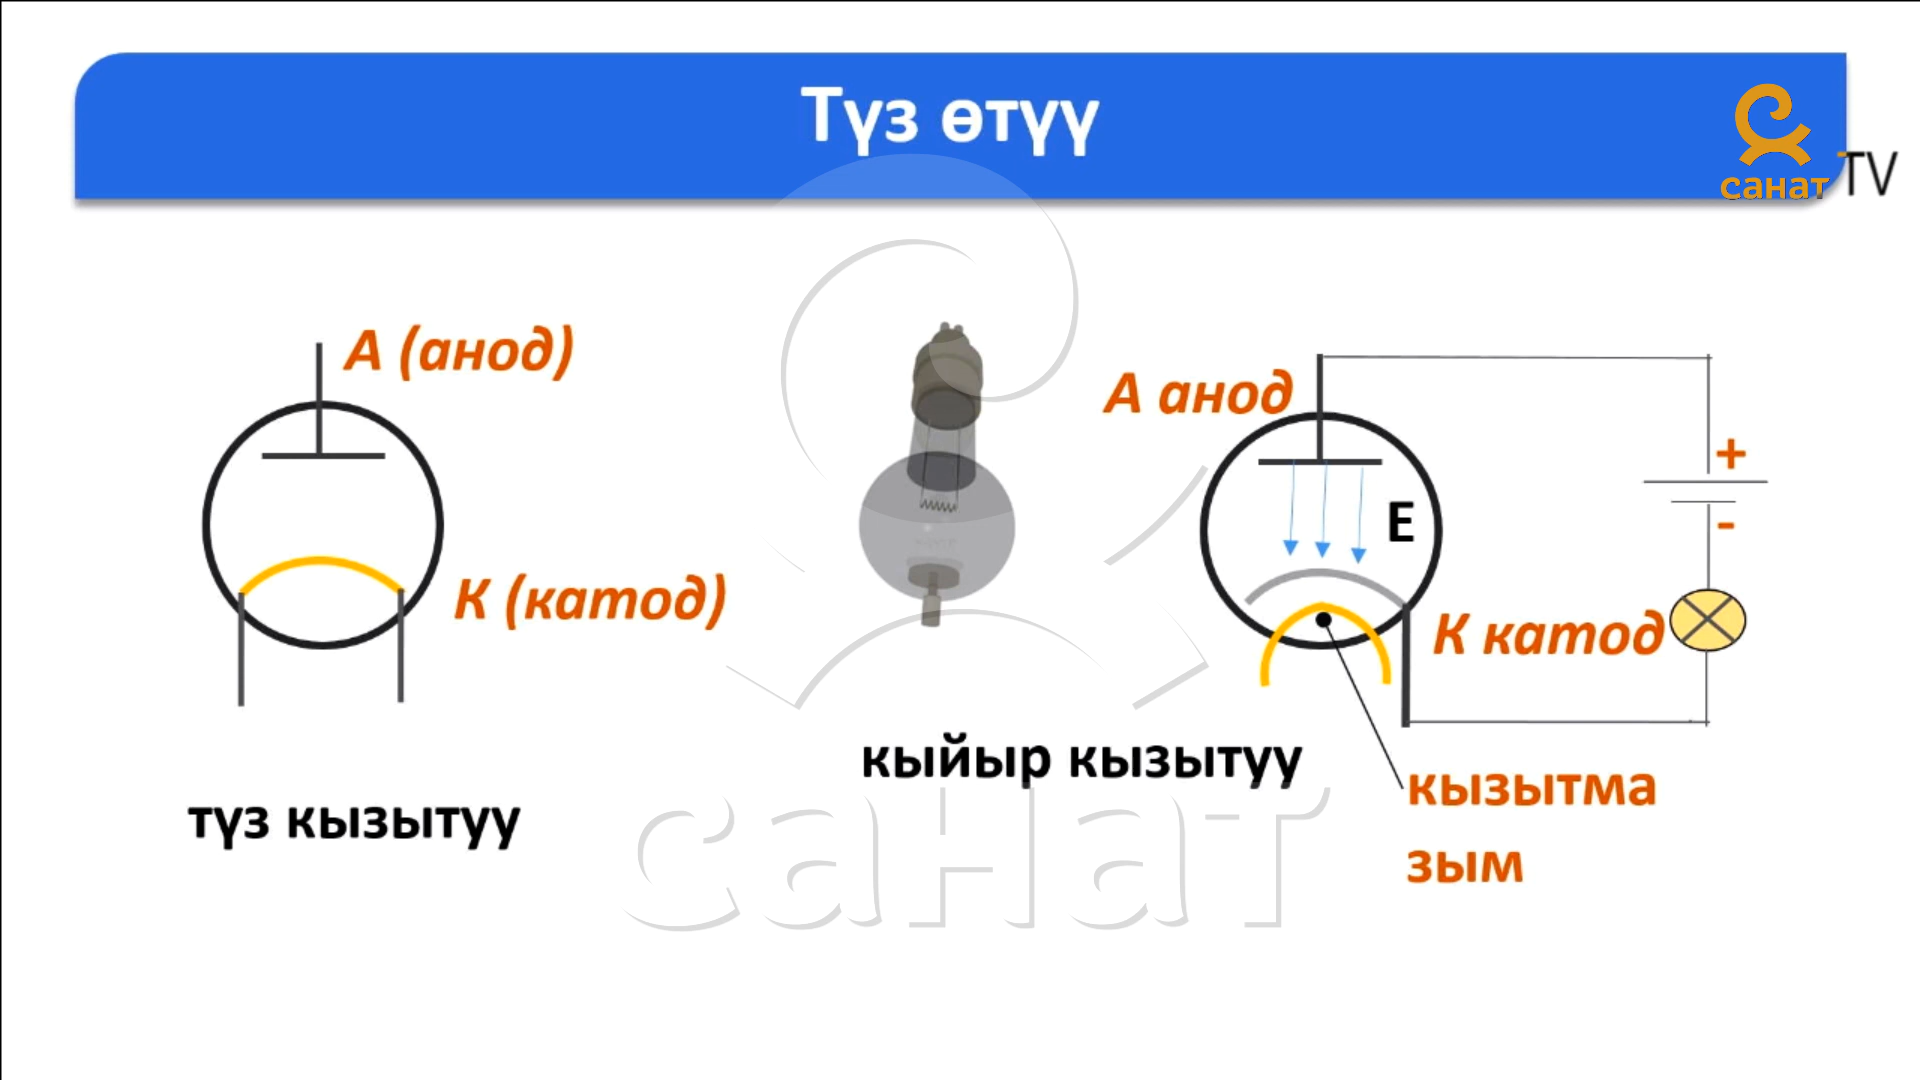 Түз өтүү
санат TV
А (анод)
К (катод)
түз кызытуу
А анод
E
+
-
К катод
кыйыр кызытуу
кызытма
зым
санат